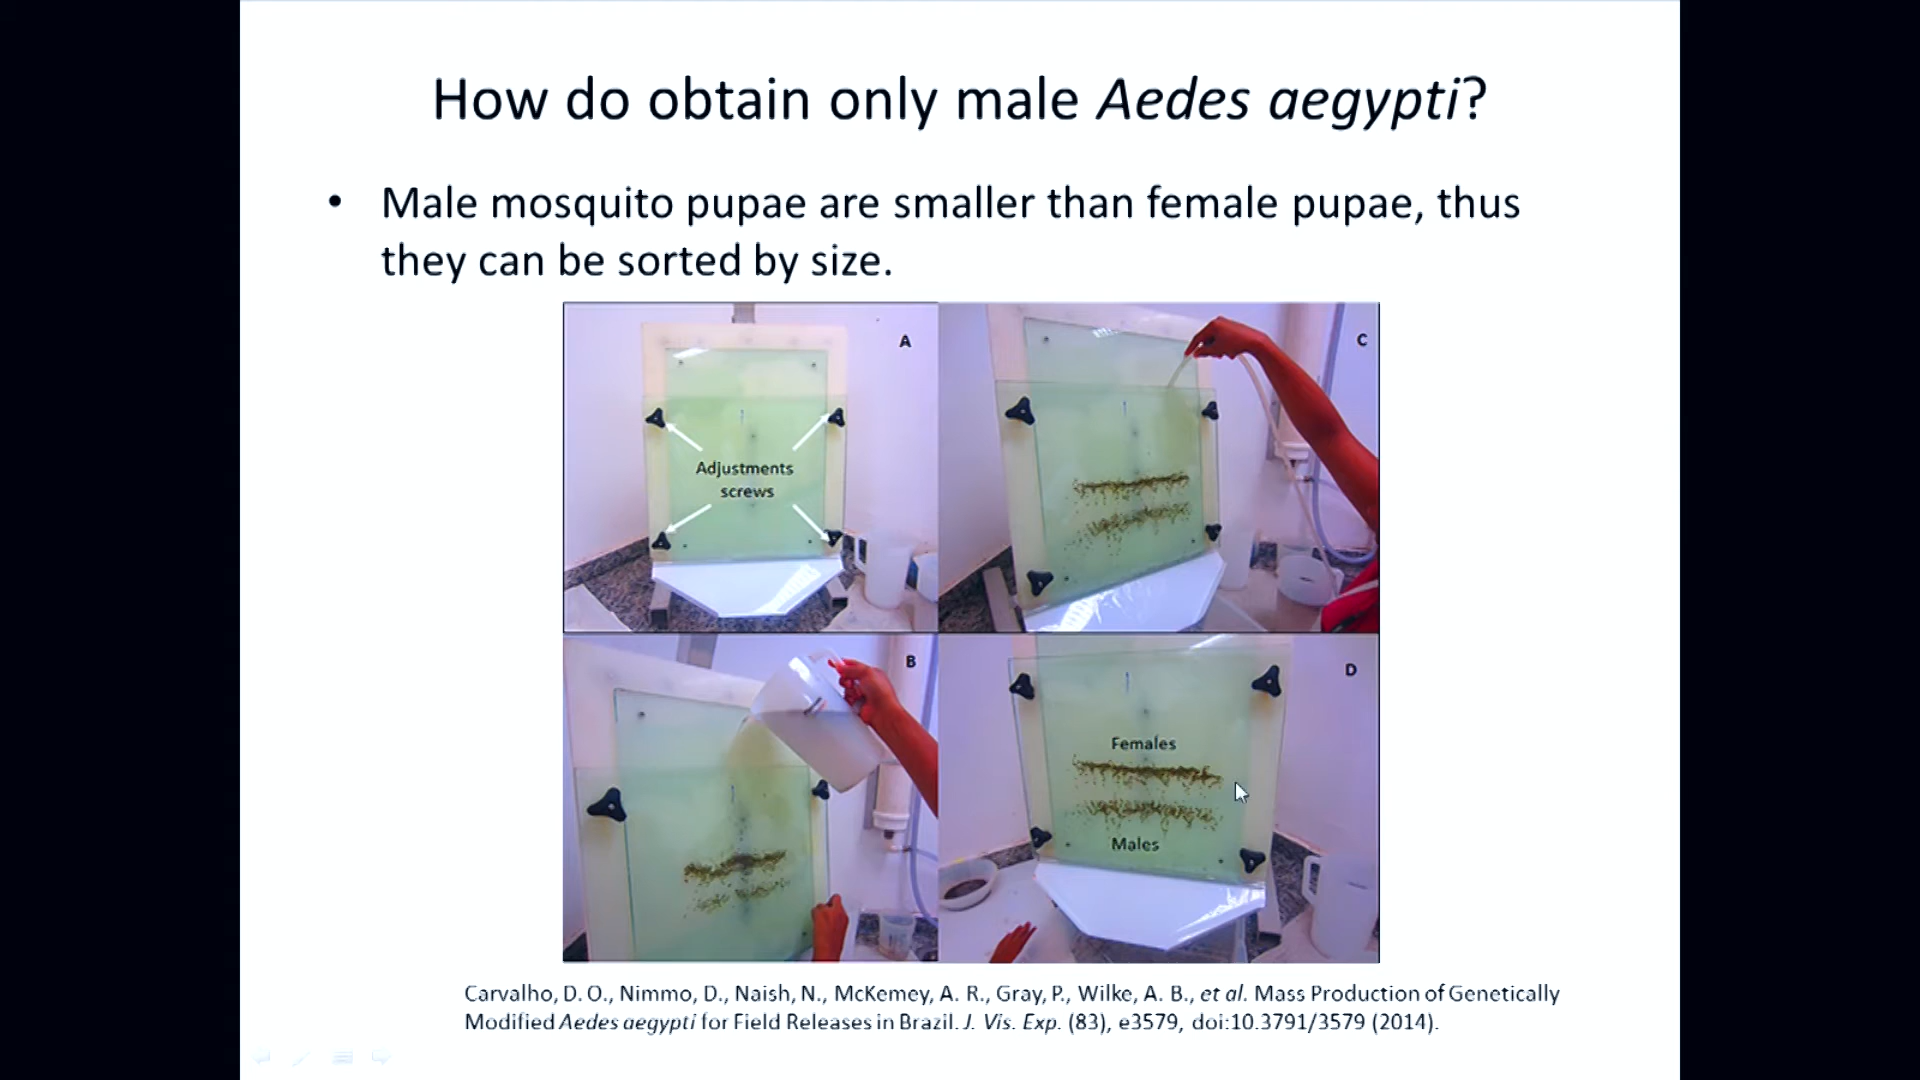 How do obtain only male Aedes aegypti?
• Male mosquito pupae are smaller than female pupae, thus
they can be sorted by size.
A
Adjustments
screws
C
B
D
Females
Males
Carvalho, D. O., Nimmo, D., Naish, N., McKemey, A. R., Gray, P., Wilke, A. B., et al. Mass Production of Genetically
Modified Aedes aegypti for Field Releases in Brazil. J. Vis. Exp. (83), e3579, doi:10.3791/3579 (2014).